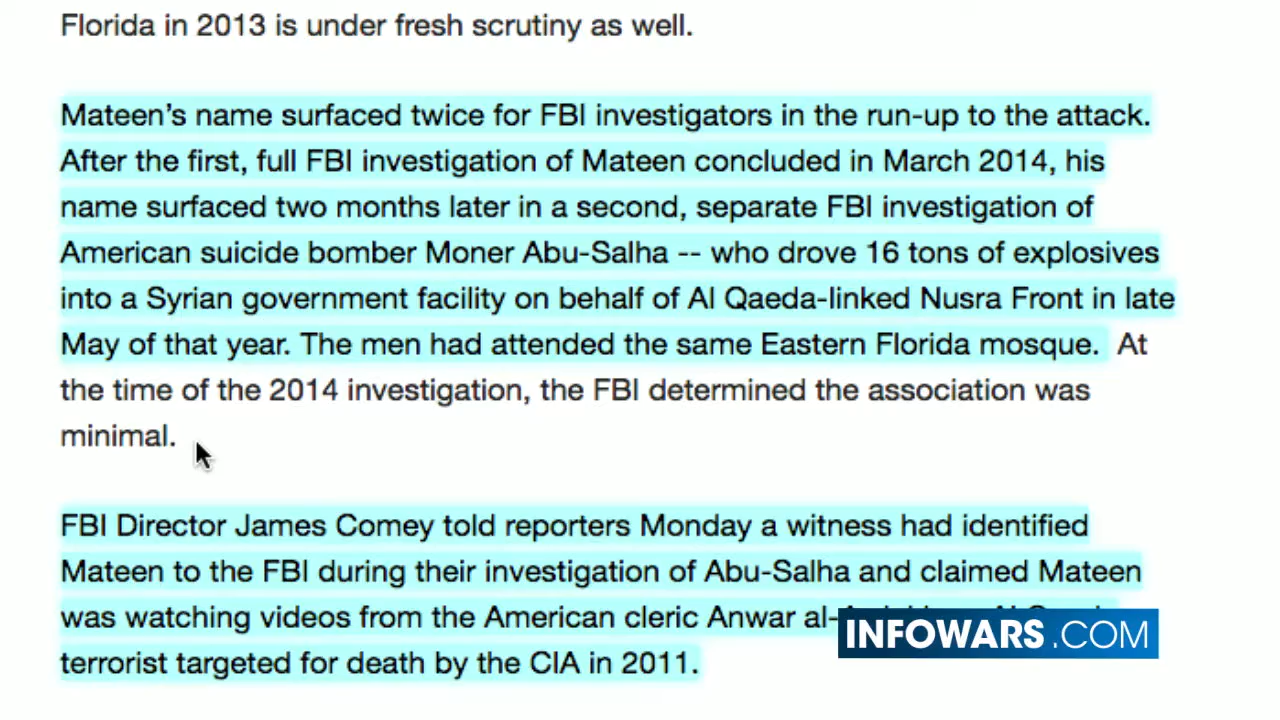 Florida in 2013 is under fresh scrutiny as well.
Mateen’s name surfaced twice for FBI investigators in the run-up to the attack.
After the first, full FBI investigation of Mateen concluded in March 2014, his
name surfaced two months later in a second, separate FBI investigation of
American suicide bomber Moner Abu-Salha -- who drove 16 tons of explosives
into a Syrian government facility on behalf of Al Qaeda-linked Nusra Front in late
May of that year. The men had attended the same Eastern Florida mosque. At
the time of the 2014 investigation, the FBI determined the association was
minimal.
FBI Director James Comey told reporters Monday a witness had identified
Mateen to the FBI during their investigation of Abu-Salha and claimed Mateen
was watching videos from the American cleric Anwar al-
terrorist targeted for death by the CIA in 2011.
INFOWARS.COM